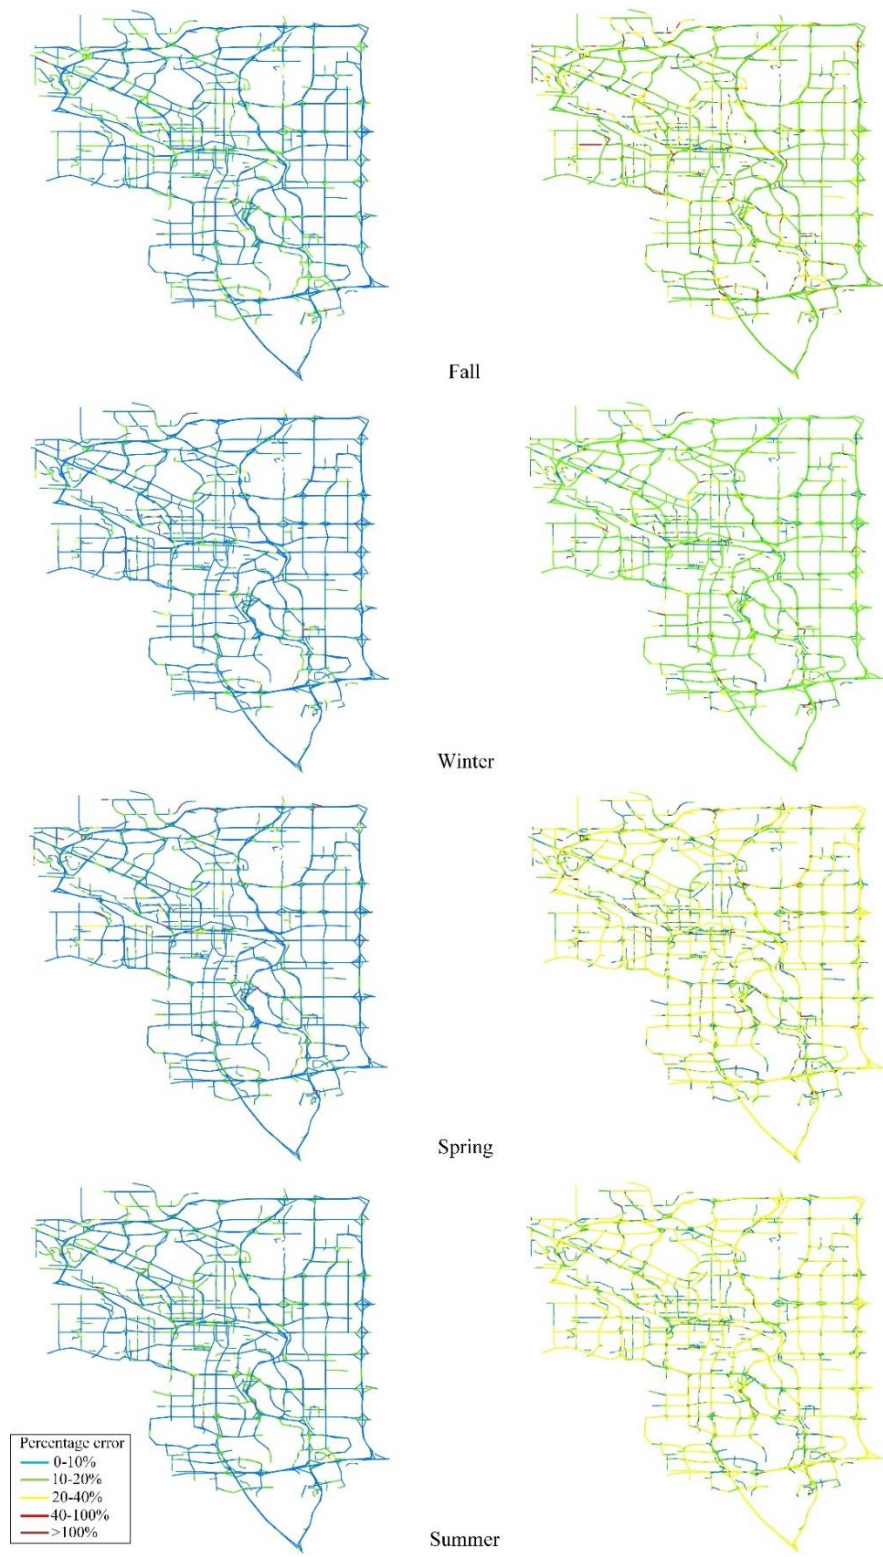 Fall
Winter
Spring
Summer
Percentage error
0-10%
10-20%
20-40%
40-100%
>100%